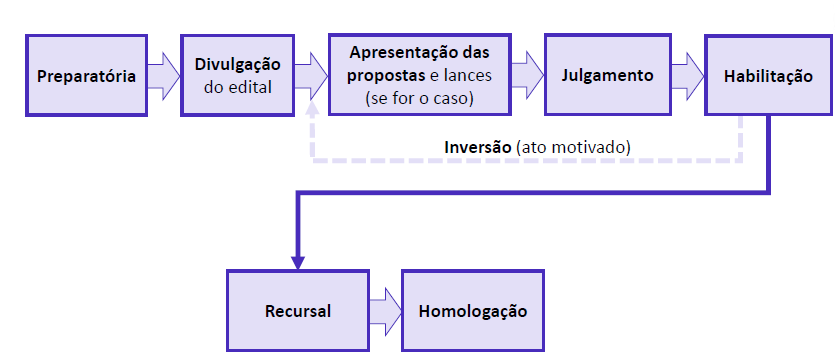 Preparatória
Divulgação
do edital
Apresentação das
propostas e lances
(se for o caso)
Julgamento
Habilitação
Inversão (ato motivado)
Recursal
Homologação